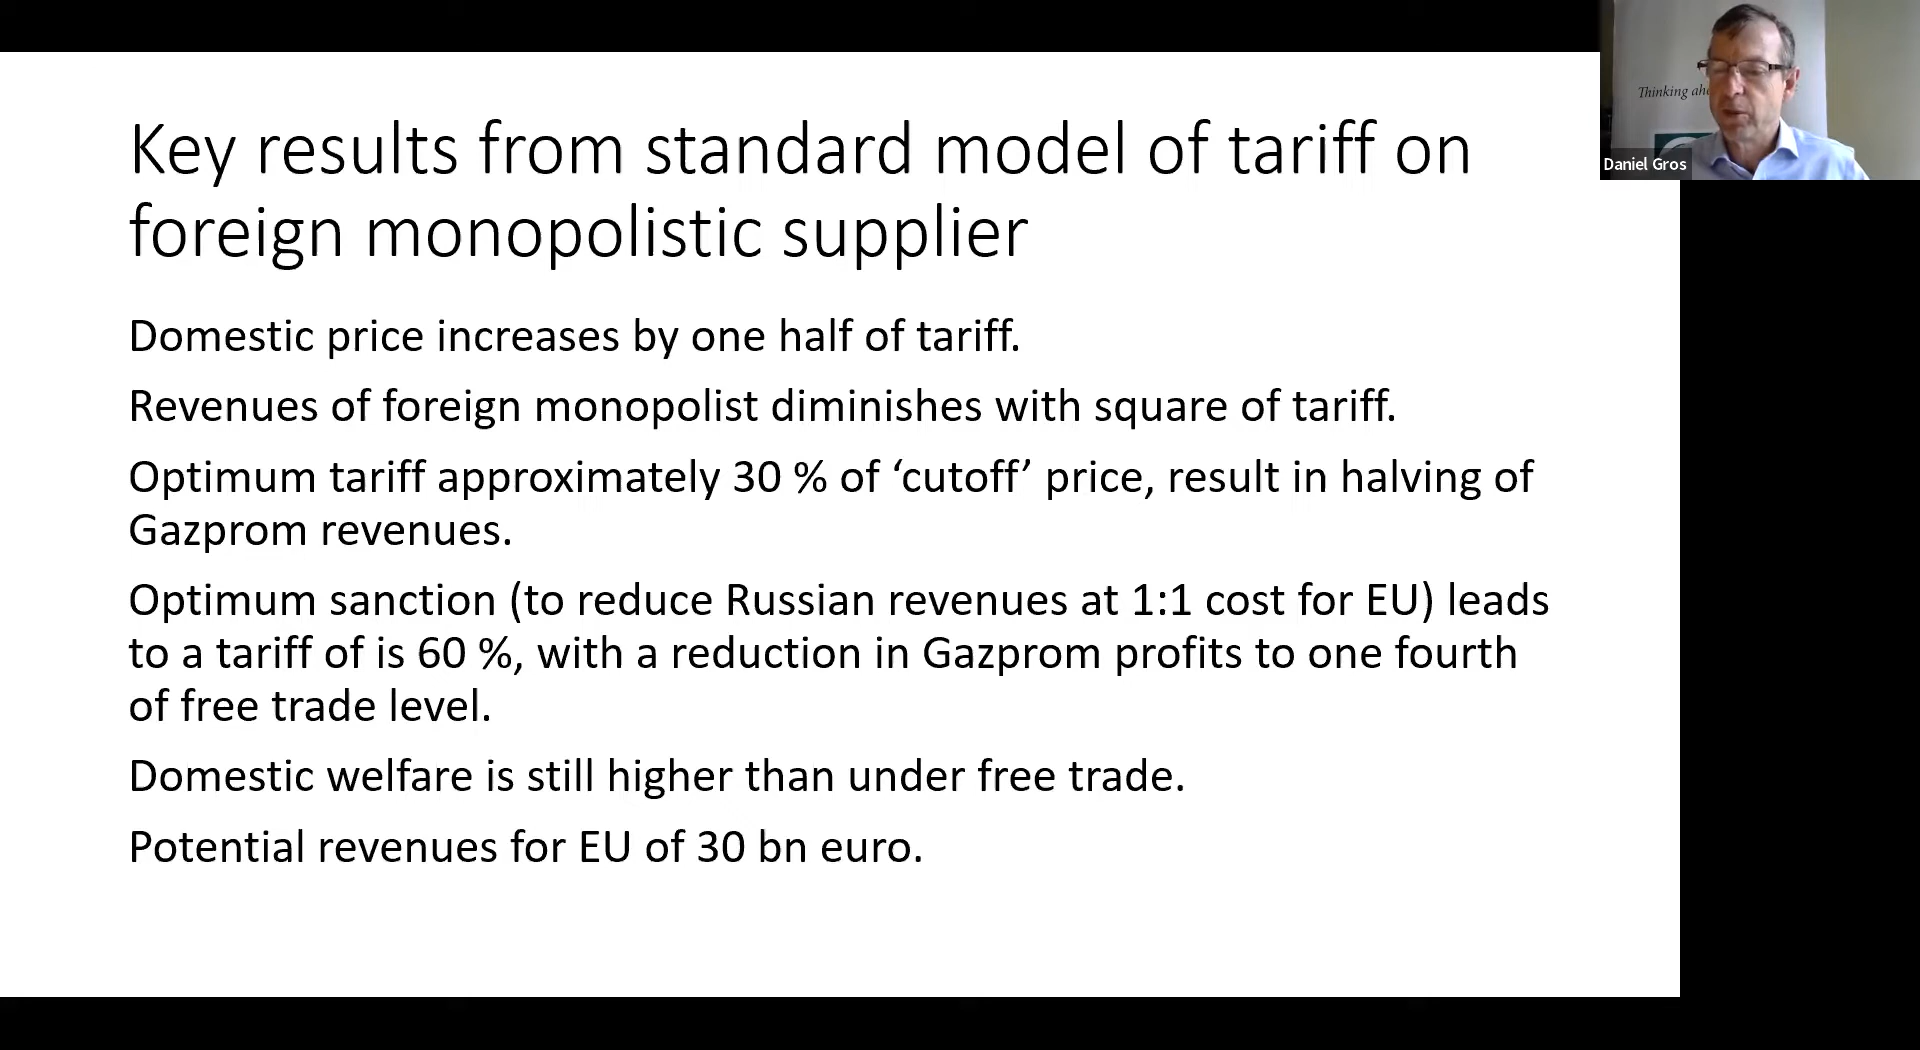 Key results from standard model of tariff on
foreign monopolistic supplier
Domestic price increases by one half of tariff.
Revenues of foreign monopolist diminishes with square of tariff.
Optimum tariff approximately 30 % of ‘cutoff’ price, result in halving of
Gazprom revenues.
Optimum sanction (to reduce Russian revenues at 1:1 cost for EU) leads
to a tariff of is 60 %, with a reduction in Gazprom profits to one fourth
of free trade level.
Domestic welfare is still higher than under free trade.
Potential revenues for EU of 30 bn euro.
Thinking
Daniel Gros